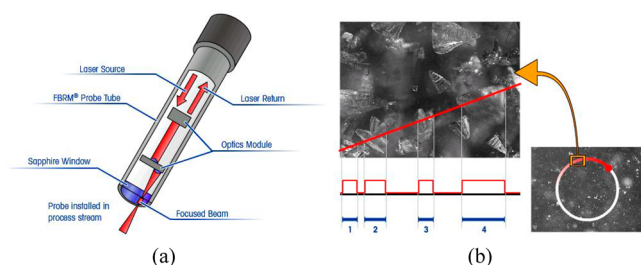 Laser Source
FBRM® Probe Tube
Laser Return
Optics Module
Sapphire Window
Probe installed in
process stream
Focused Beam
1 2 3 4
(a) (b)